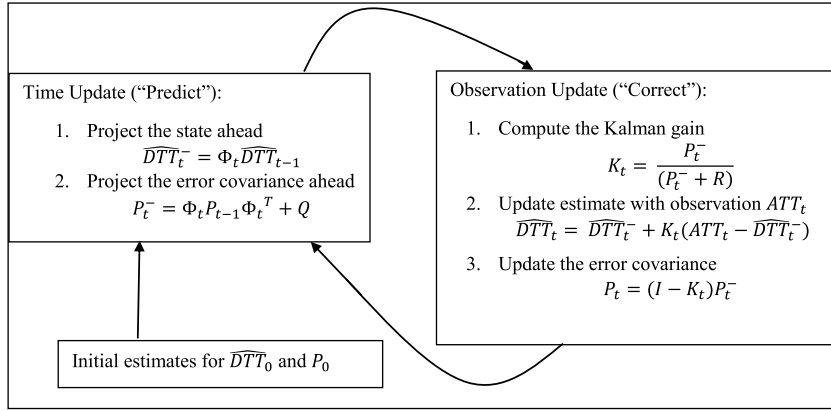 Time Update (“Predict”):
1. Project the state ahead
$\widehat{DTT}_t^- = \Phi_t \widehat{DTT}_{t-1}$
2. Project the error covariance ahead
$P_t^- = \Phi_t P_{t-1} {\Phi_t}^T + Q$
Observation Update (“Correct”):
1. Compute the Kalman gain
$K_t = \frac{P_t^-}{(P_t^- + R)}$
2. Update estimate with observation $ATT_t$
$\widehat{DTT}_t = \widehat{DTT}_t^- + K_t(ATT_t - \widehat{DTT}_t^-)$
3. Update the error covariance
$P_t = (I - K_t)P_t^-$
Initial estimates for $\widehat{DTT}_0$ and $P_0$